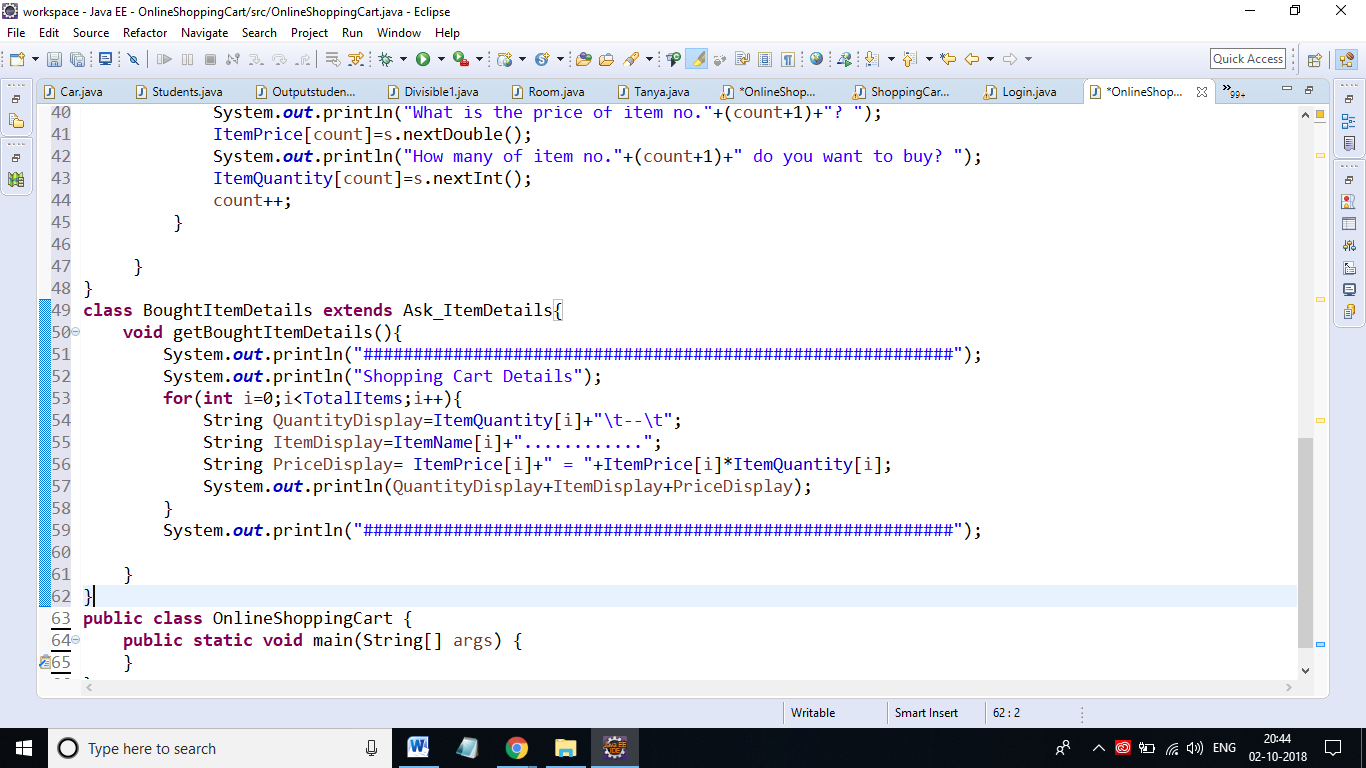 workspace - Java EE - OnlineShoppingCart/src/OnlineShoppingCart.java - Eclipse
File Edit Source Refactor Navigate Search Project Run Window Help
Quick Access
Car.java Students.java Outputstuden... Divisible1.java Room.java Tanya.java *OnlineShop... ShoppingCar... Login.java *OnlineShop... »99+
40 System.out.println("What is the price of item no."+(count+1)+"? ");
41 ItemPrice[count]=s.nextDouble();
42 System.out.println("How many of item no."+(count+1)+" do you want to buy? ");
43 ItemQuantity[count]=s.nextInt();
44 count++;
45 }
46
47 }
48 }
49 class BoughtItemDetails extends Ask_ItemDetails{
50 void getBoughtItemDetails(){
51 System.out.println("###########################################################");
52 System.out.println("Shopping Cart Details");
53 for(int i=0;i<TotalItems;i++){
54 String QuantityDisplay=ItemQuantity[i]+"\t--\t";
55 String ItemDisplay=ItemName[i]+"............";
56 String PriceDisplay= ItemPrice[i]+" = "+ItemPrice[i]*ItemQuantity[i];
57 System.out.println(QuantityDisplay+ItemDisplay+PriceDisplay);
58 }
59 System.out.println("###########################################################");
60
61 }
62 }
63 public class OnlineShoppingCart {
64 public static void main(String[] args) {
65 }
Writable Smart Insert 62 : 2
Type here to search
ENG
20:44
02-10-2018